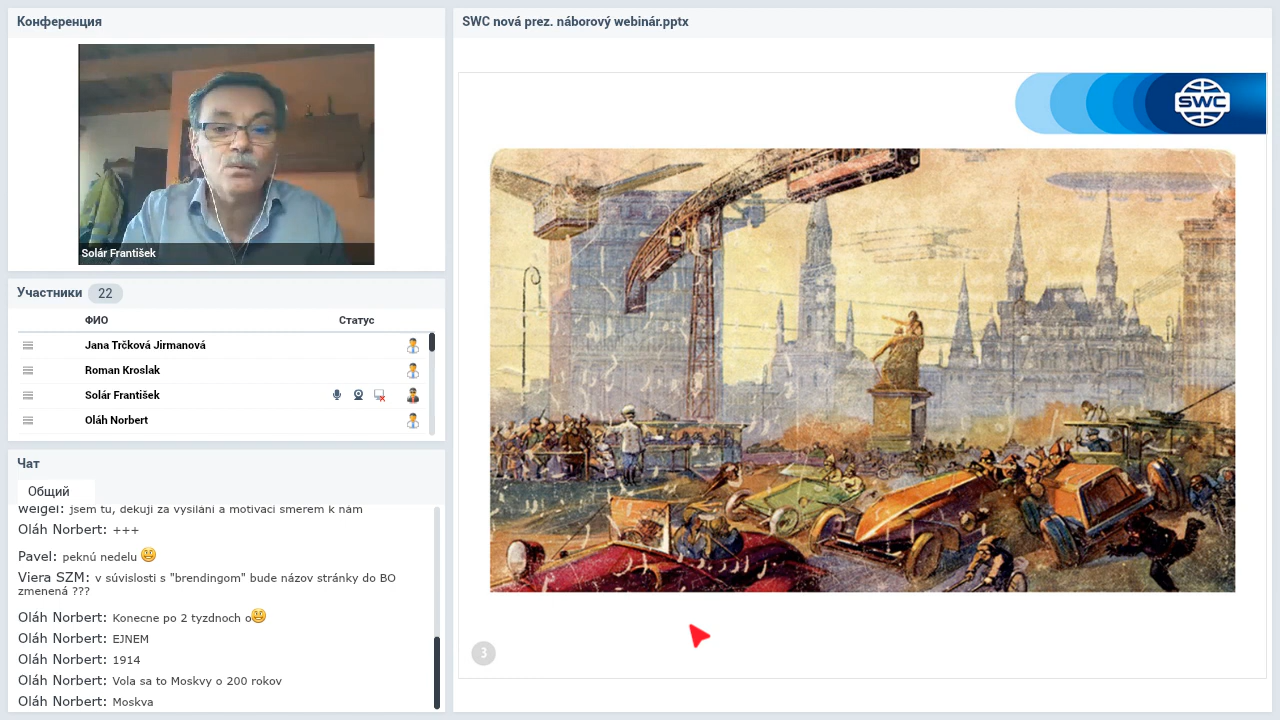 Конференция
Solár František
Участники 22
ФИО Статус
Jana Trčková Jirmanová
Roman Kroslak
Solár František
Oláh Norbert
Чат
Общий
weigel: jsem tu, dekuji za vysilani a motivaci smerem k nam
Oláh Norbert: +++
Pavel: peknú nedelu
Viera SZM: v súvislosti s "brendingom" bude názov stránky do BO
zmenená ???
Oláh Norbert: Konecne po 2 tyzdnoch o
Oláh Norbert: EJNEM
Oláh Norbert: 1914
Oláh Norbert: Vola sa to Moskvy o 200 rokov
Oláh Norbert: Moskva
SWC nová prez. náborový webinár.pptx
SWC
3